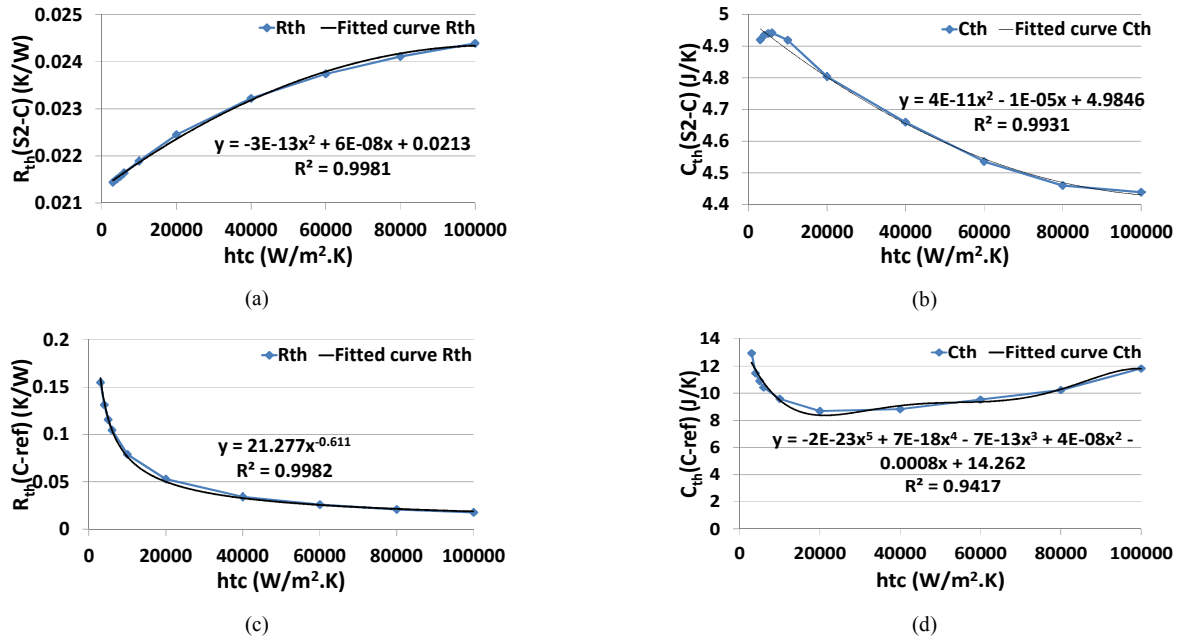 0.025
0.024
0.023
0.022
0.021
R_th(S2-C) (K/W)
Rth Fitted curve Rth
y = -3E-13x² + 6E-08x + 0.0213
R² = 0.9981
0 20000 40000 60000 80000 100000
htc (W/m².K)
(a)
5
4.9
4.8
4.7
4.6
4.5
4.4
C_th(S2-C) (J/K)
Cth Fitted curve Cth
y = 4E-11x² - 1E-05x + 4.9846
R² = 0.9931
0 20000 40000 60000 80000 100000
htc (W/m².K)
(b)
0.2
0.15
0.1
0.05
0
R_th(C-ref) (K/W)
Rth Fitted curve Rth
y = 21.277x⁻⁰·⁶¹¹
R² = 0.9982
0 20000 40000 60000 80000 100000
htc (W/m².K)
(c)
14
12
10
8
6
4
2
0
C_th(C-ref) (J/K)
Cth Fitted curve Cth
y = -2E-23x⁵ + 7E-18x⁴ - 7E-13x³ + 4E-08x² -
0.0008x + 14.262
R² = 0.9417
0 20000 40000 60000 80000 100000
htc (W/m².K)
(d)